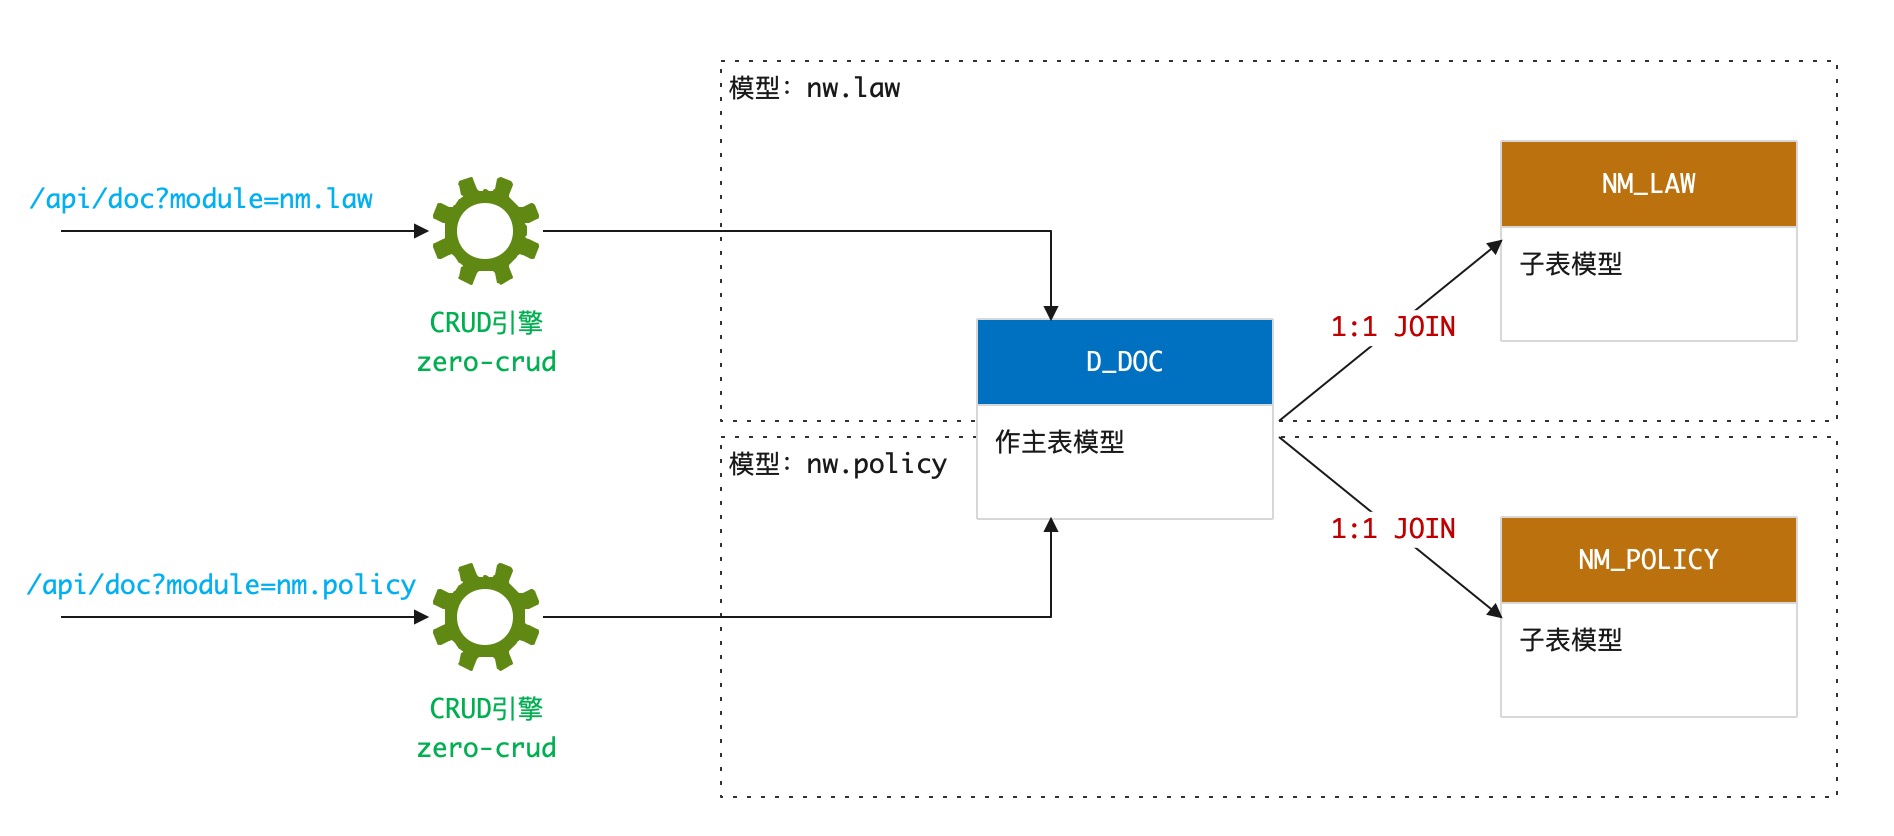 模型：nw.law
/api/doc?module=nm.law
NM_LAW
子表模型
CRUD引擎
zero-crud
1:1 JOIN
D_DOC
作主表模型
模型：nw.policy
1:1 JOIN
/api/doc?module=nm.policy
NM_POLICY
子表模型
CRUD引擎
zero-crud